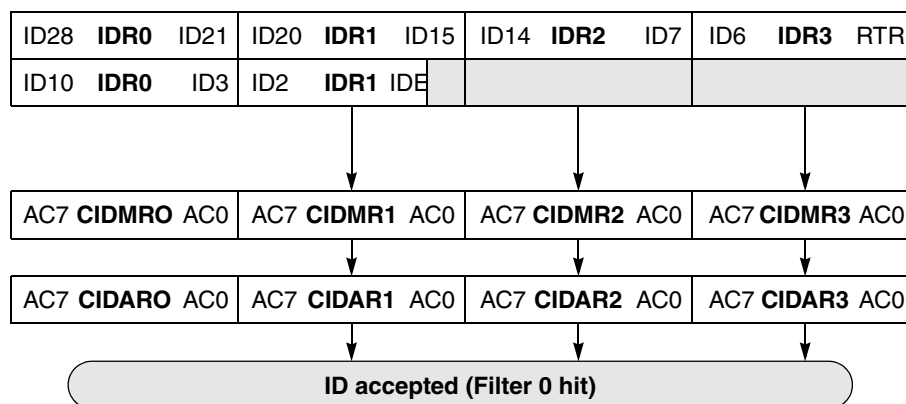 ID28 IDR0 ID21 ID20 IDR1 ID15 ID14 IDR2 ID7 ID6 IDR3 RTR
ID10 IDR0 ID3 ID2 IDR1 IDE
AC7 CIDMRO AC0 AC7 CIDMR1 AC0 AC7 CIDMR2 AC0 AC7 CIDMR3 AC0
AC7 CIDARO AC0 AC7 CIDAR1 AC0 AC7 CIDAR2 AC0 AC7 CIDAR3 AC0
ID accepted (Filter 0 hit)